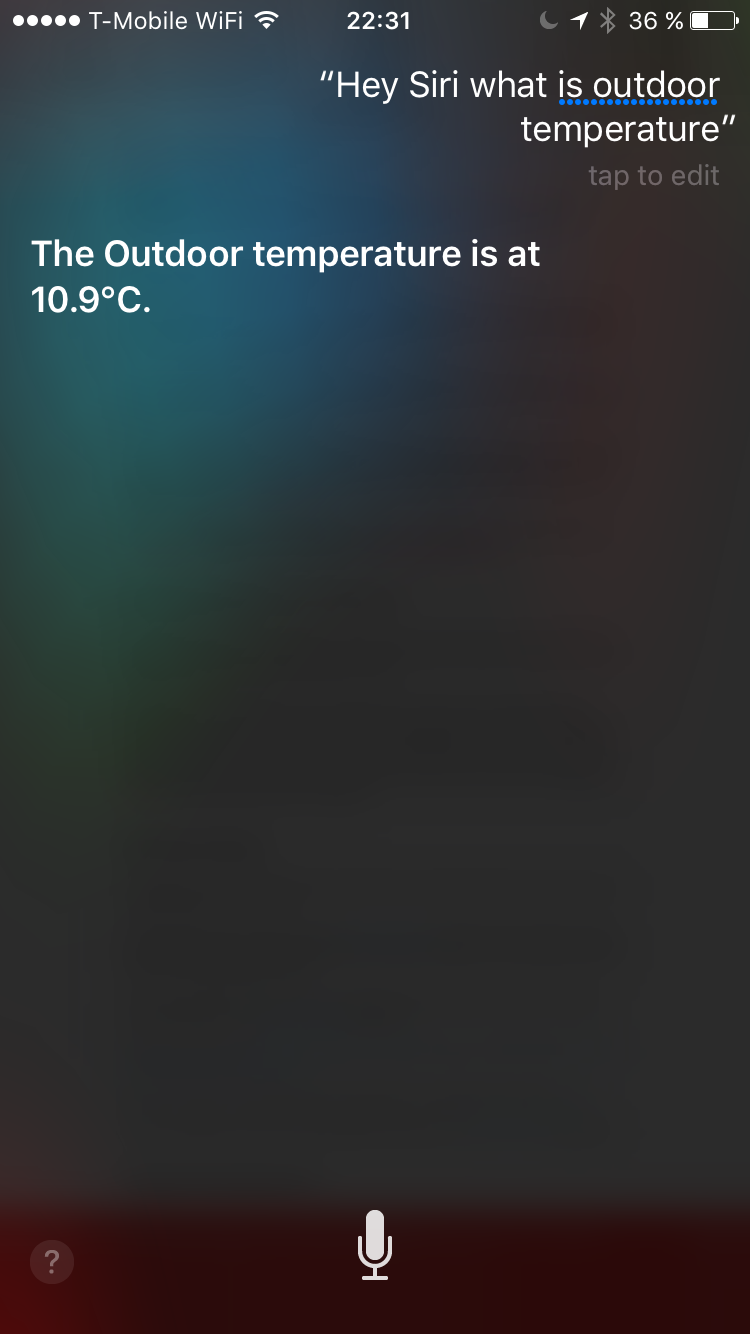 T-Mobile WiFi 22:31 36 %
“Hey Siri what is outdoor
temperature”
tap to edit
The Outdoor temperature is at
10.9°C.
?